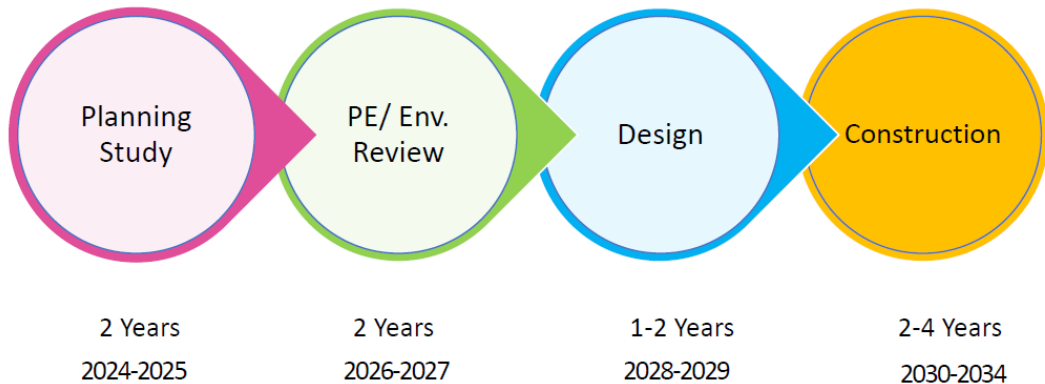 Planning
Study
PE/ Env.
Review
Design
Construction
2 Years
2 Years
1-2 Years
2-4 Years
2024-2025
2026-2027
2028-2029
2030-2034